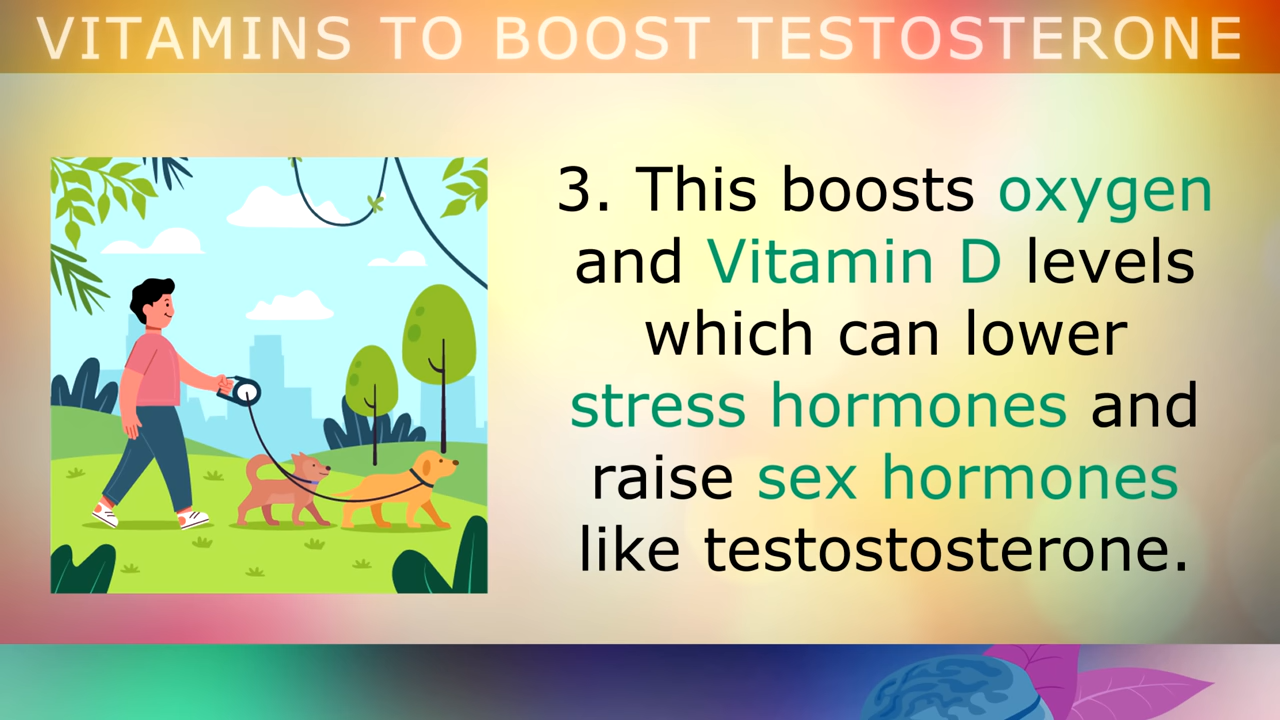 VITAMINS TO BOOST TESTOSTERONE
3. This boosts oxygen
and Vitamin D levels
which can lower
stress hormones and
raise sex hormones
like testostosterone.